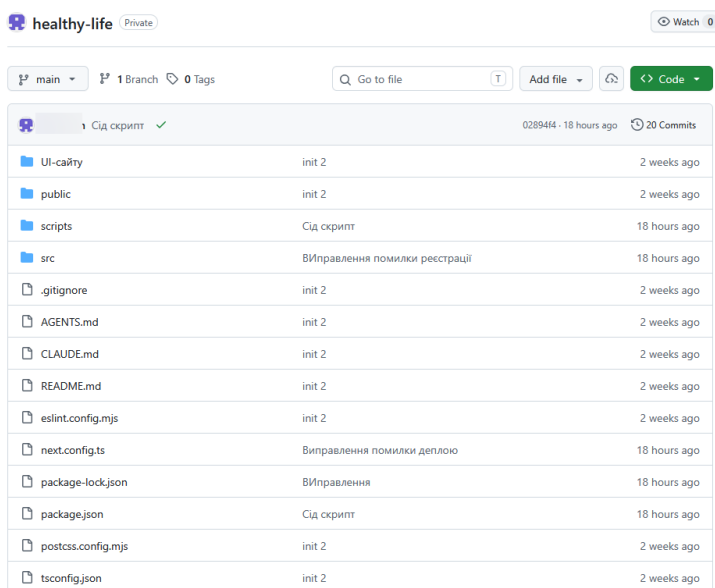 healthy-life Private Watch 0
main 1 Branch 0 Tags Go to file T Add file Code
Сід скрипт 02894f4 · 18 hours ago 20 Commits
UI-сайту init 2 2 weeks ago
public init 2 2 weeks ago
scripts Сід скрипт 18 hours ago
src ВИправлення помилки реєстрації 18 hours ago
.gitignore init 2 2 weeks ago
AGENTS.md init 2 2 weeks ago
CLAUDE.md init 2 2 weeks ago
README.md init 2 2 weeks ago
eslint.config.mjs init 2 2 weeks ago
next.config.ts Виправлення помилки деплою 18 hours ago
package-lock.json ВИправлення 18 hours ago
package.json Сід скрипт 18 hours ago
postcss.config.mjs init 2 2 weeks ago
tsconfig.json init 2 2 weeks ago